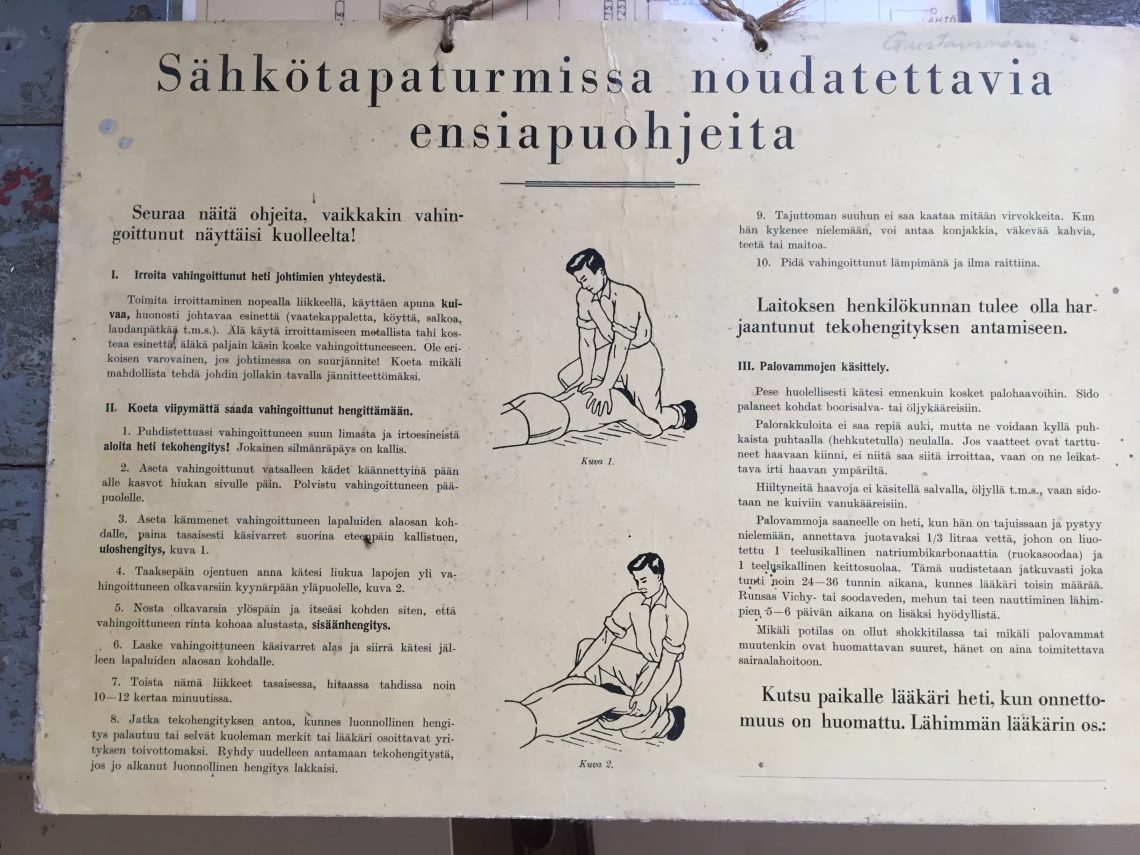 LÄHTÖ
Sähkötapaturmissa noudatettavia
ensiapuohjeita
Seuraa näitä ohjeita, vaikkakin vahin-
goittunut näyttäisi kuolleelta!
I. Irroita vahingoittunut heti johtimien yhteydestä.
Toimita irroittaminen nopealla liikkeellä, käyttäen apuna kui-
vaa, huonosti johtavaa esinettä (vaatekappaletta, köyttä, salkoa,
laudanpätkää t.m.s.). Älä käytä irroittamiseen metallista tahi kos-
teaa esinettä, äläkä paljain käsin koske vahingoittuneeseen. Ole eri-
koisen varovainen, jos johtimessa on suurjännite! Koeta mikäli
mahdollista tehdä johdin jollakin tavalla jännitteettömäksi.
II. Koeta viipymättä saada vahingoittunut hengittämään.
1. Puhdistettuasi vahingoittuneen suun limasta ja irtoesineistä
aloita heti tekohengitys! Jokainen silmänräpäys on kallis.
2. Aseta vahingoittunut vatsalleen kädet käännettyinä pään
alle kasvot hiukan sivulle päin. Polvistu vahingoittuneen pää-
puolelle.
3. Aseta kämmenet vahingoittuneen lapaluiden alaosan koh-
dalle, paina tasaisesti käsivarret suorina eteenpäin kallistuen,
uloshengitys, kuva 1.
4. Taaksepäin ojentuen anna kätesi liukua lapojen yli va-
hingoittuneen olkavarsiin kyynärpään yläpuolelle, kuva 2.
5. Nosta olkavarsia ylöspäin ja itseäsi kohden siten, että
vahingoittuneen rinta kohoaa alustasta, sisäänhengitys.
6. Laske vahingoittuneen käsivarret alas ja siirrä kätesi jäl-
leen lapaluiden alaosan kohdalle.
7. Toista nämä liikkeet tasaisessa, hitaassa tahdissa noin
10—12 kertaa minuutissa.
8. Jatka tekohengityksen antoa, kunnes luonnollinen hengi-
tys palautuu tai selvät kuoleman merkit tai lääkäri osoittavat yri-
tyksen toivottomaksi. Ryhdy uudelleen antamaan tekohengitystä,
jos jo alkanut luonnollinen hengitys lakkaisi.
Kuva 1.
Kuva 2.
9. Tajuttoman suuhun ei saa kaataa mitään virvokkeita. Kun
hän kykenee nielemään, voi antaa konjakkia, väkevää kahvia,
teetä tai maitoa.
10. Pidä vahingoittunut lämpimänä ja ilma raittiina.
Laitoksen henkilökunnan tulee olla har-
jaantunut tekohengityksen antamiseen.
III. Palovammojen käsittely.
Pese huolellisesti kätesi ennenkuin kosket palohaavoihin. Sido
palaneet kohdat boorisalva- tai öljykääreisiin.
Palorakkuloita ei saa repiä auki, mutta ne voidaan kyllä puh-
kaista puhtaalla (hehkutetulla) neulalla. Jos vaatteet ovat tarttu-
neet haavaan kiinni, ei niitä saa siitä irroittaa, vaan on ne leikat-
tava irti haavan ympäriltä.
Hiiltyneitä haavoja ei käsitellä salvalla, öljyllä t.m.s., vaan sido-
taan ne kuiviin vanukääreisiin.
Palovammoja saaneelle on heti, kun hän on tajuissaan ja pystyy
nielemään, annettava juotavaksi 1/3 litraa vettä, johon on liuo-
tettu 1 teelusikallinen natriumbikarbonaattia (ruokasoodaa) ja
1 teelusikallinen keittosuolaa. Tämä uudistetaan jatkuvasti joka
tunti noin 24—36 tunnin aikana, kunnes lääkäri toisin määrää.
Runsas Vichy- tai soodaveden, mehun tai teen nauttiminen lähim-
pien 5—6 päivän aikana on lisäksi hyödyllistä.
Mikäli potilas on ollut shokkitilassa tai mikäli palovammat
muutenkin ovat huomattavan suuret, hänet on aina toimitettava
sairaalahoitoon.
Kutsu paikalle lääkäri heti, kun onnetto-
muus on huomattu. Lähimmän lääkärin os.: